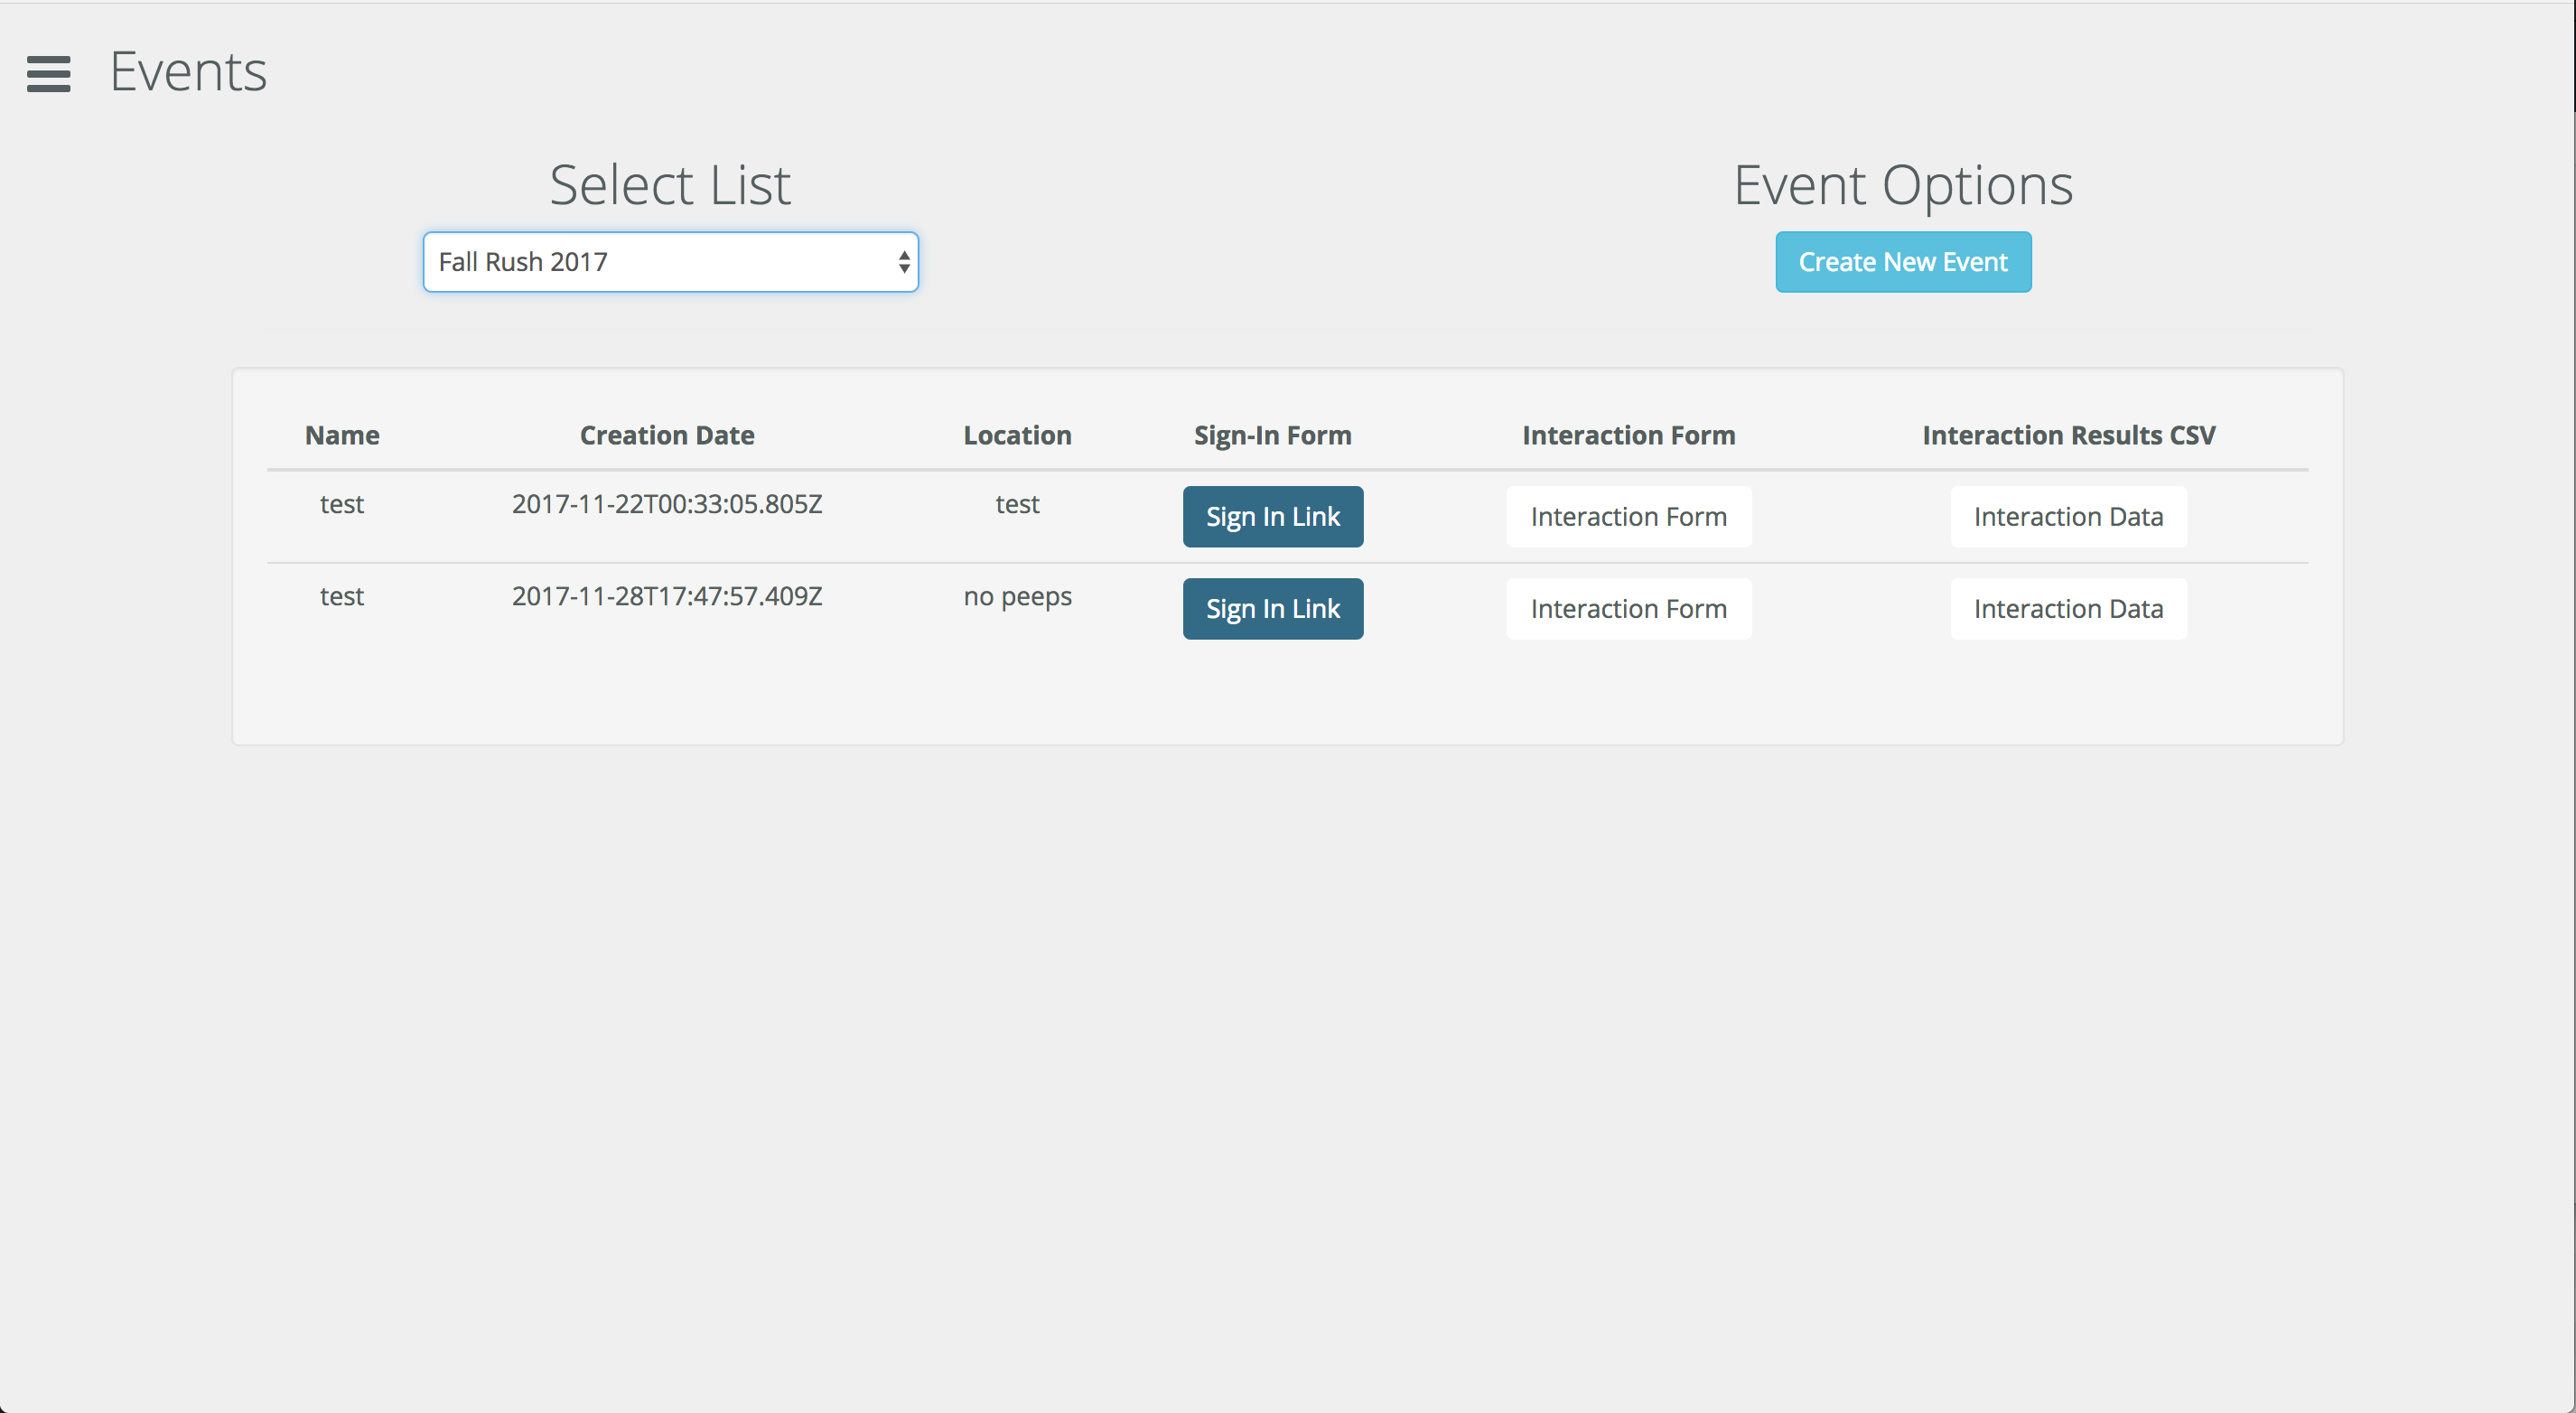 Events
Select List
Event Options
Fall Rush 2017
Create New Event
Name Creation Date Location Sign-In Form Interaction Form Interaction Results CSV
test 2017-11-22T00:33:05.805Z test Sign In Link Interaction Form Interaction Data
test 2017-11-28T17:47:57.409Z no peeps Sign In Link Interaction Form Interaction Data